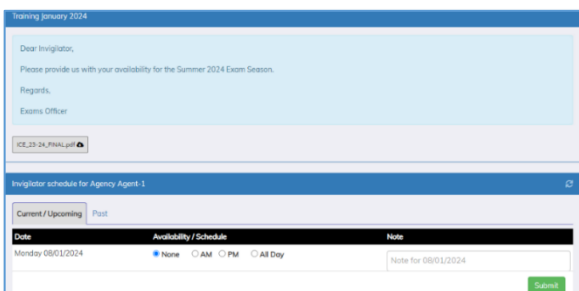 Training January 2024
Dear Invigilator,
Please provide us with your availability for the Summer 2024 Exam Season.
Regards,
Exams Officer
ICE_23-24_FINAL.pdf
Invigilator schedule for Agency Agent-1
Current / Upcoming Past
Date Availability / Schedule Note
Monday 08/01/2024 None AM PM All Day Note for 08/01/2024
Submit